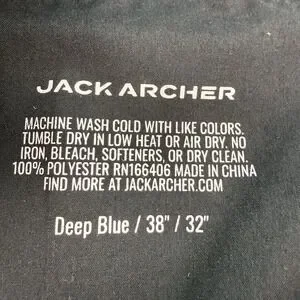 JACK ARCHER
MACHINE WASH COLD WITH LIKE COLORS.
TUMBLE DRY IN LOW HEAT OR AIR DRY. NO
IRON, BLEACH, SOFTENERS, OR DRY CLEAN.
100% POLYESTER RN166406 MADE IN CHINA
FIND MORE AT JACKARCHER.COM
Deep Blue / 38" / 32"